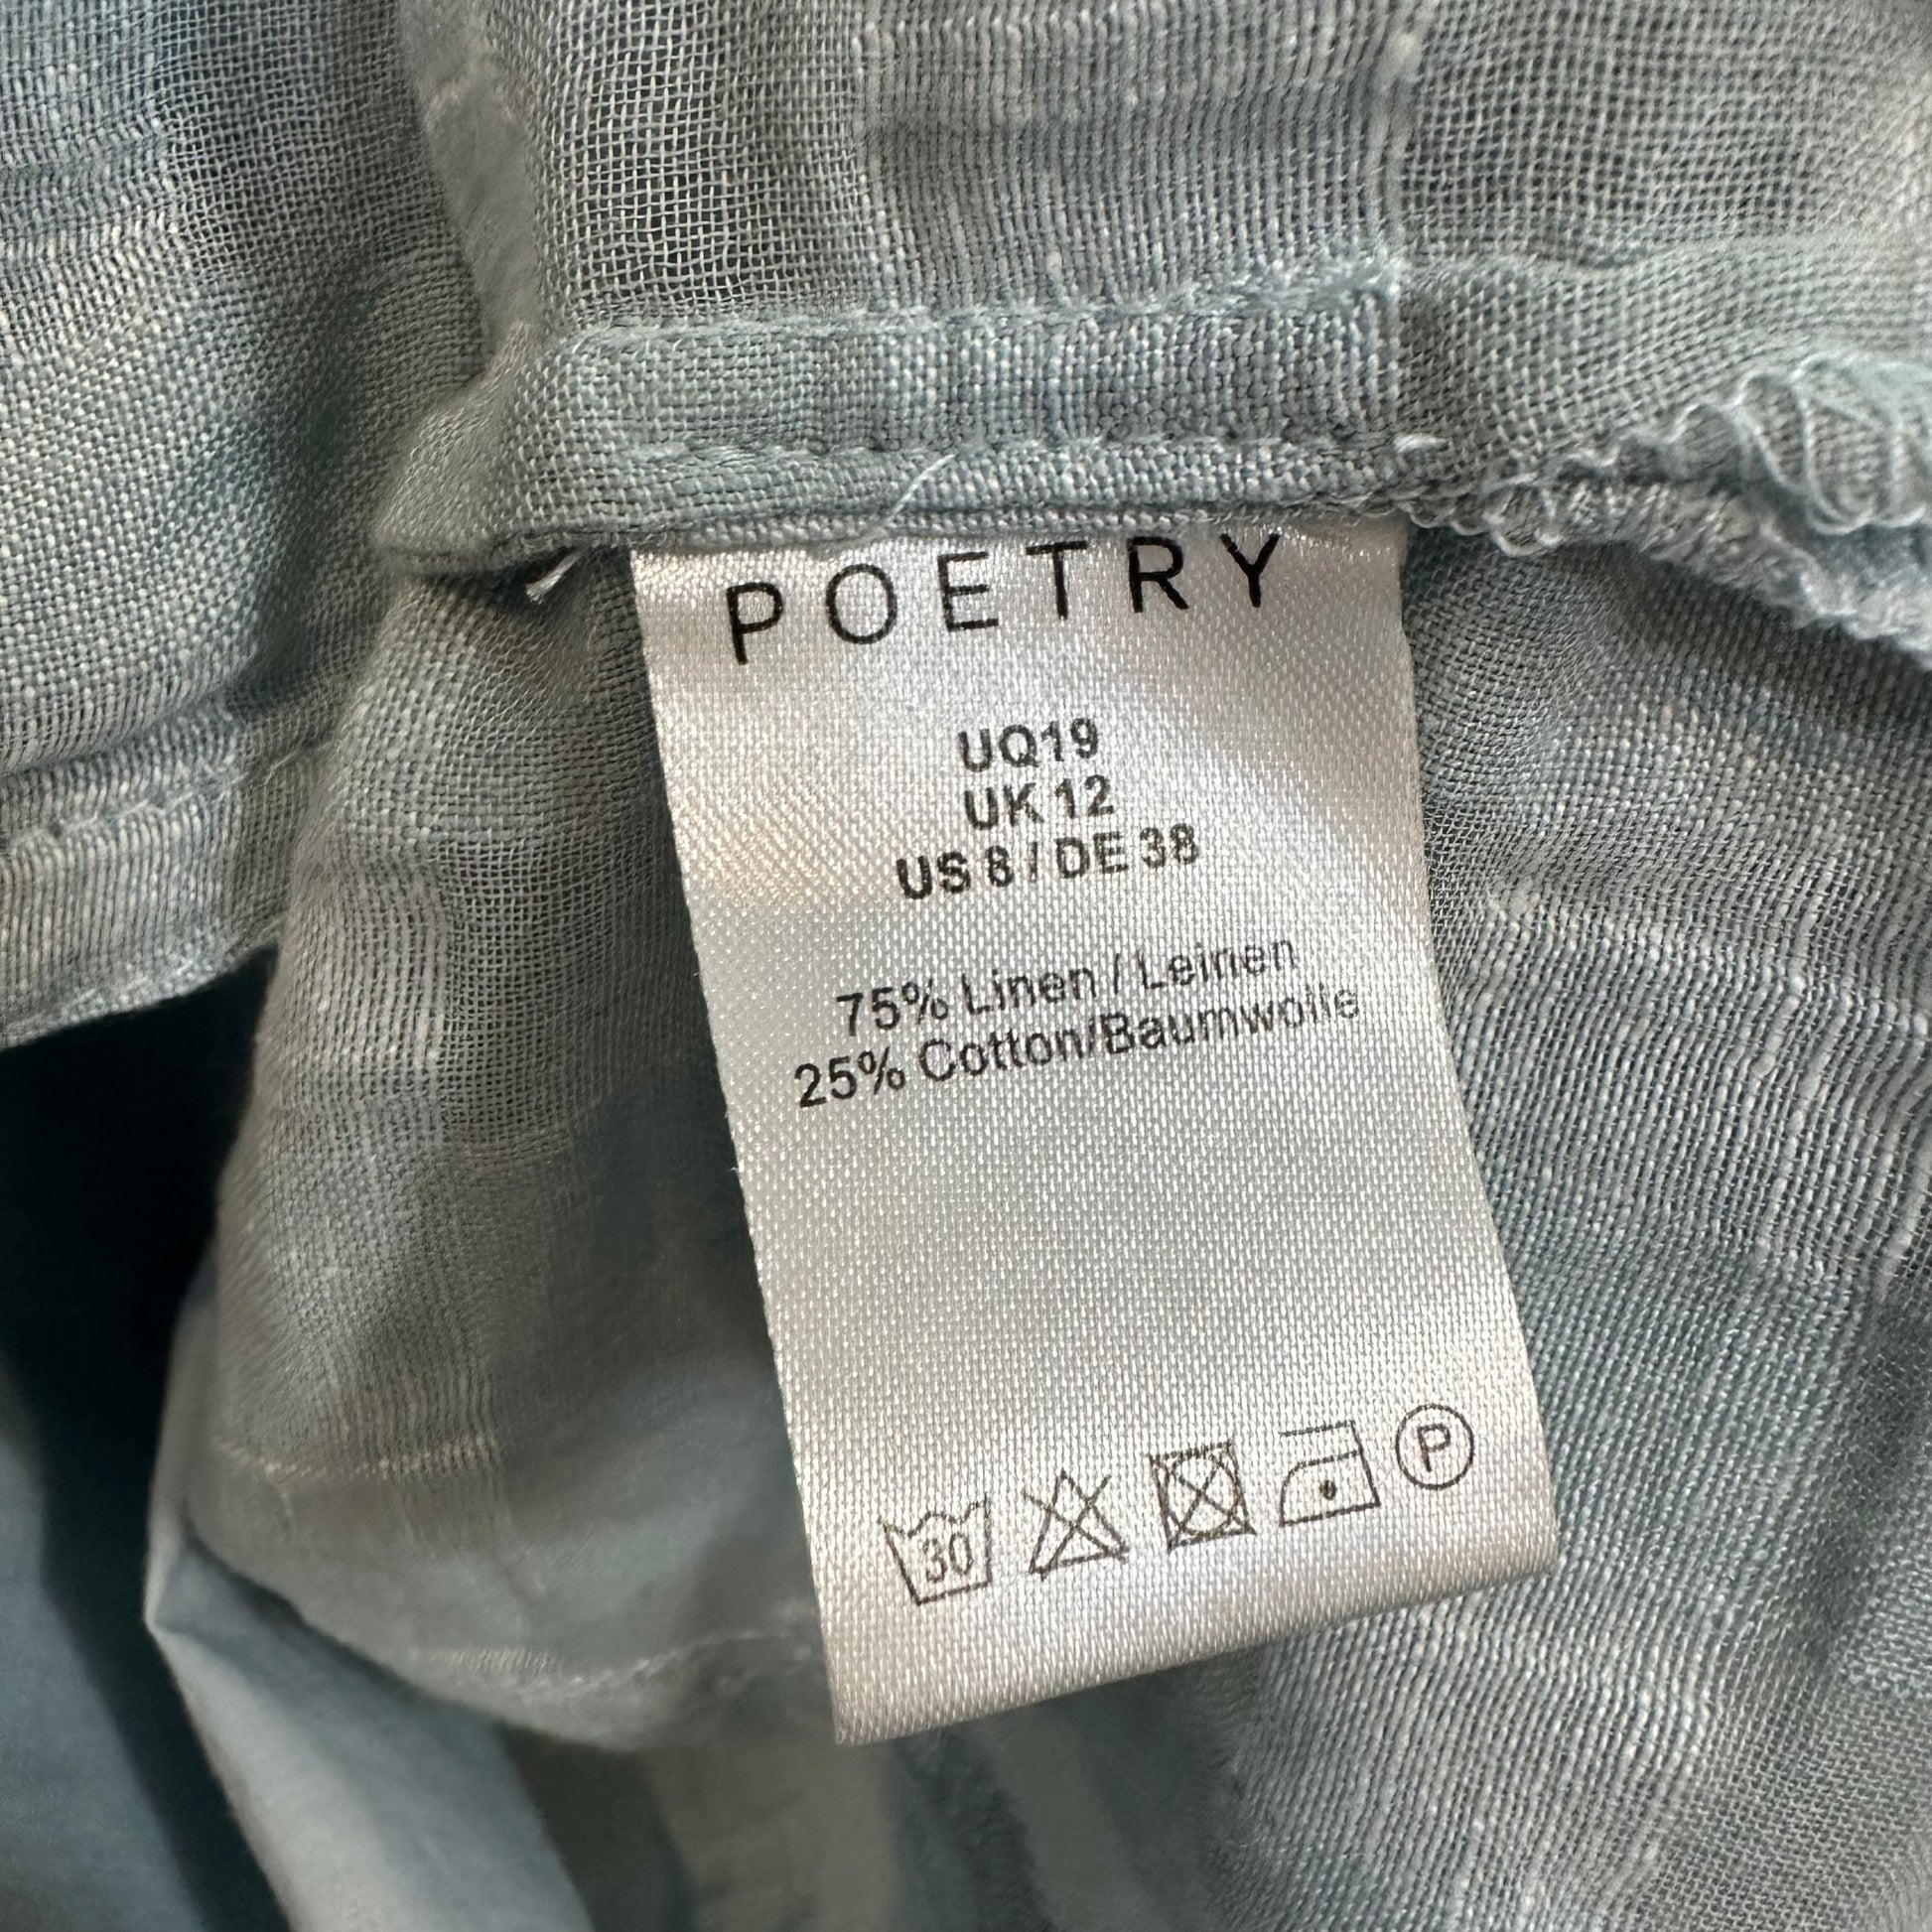 POETRY
UQ19
UK 12
US 8 / DE 38
75% Linen / Leinen
25% Cotton/Baumwolle
30
P